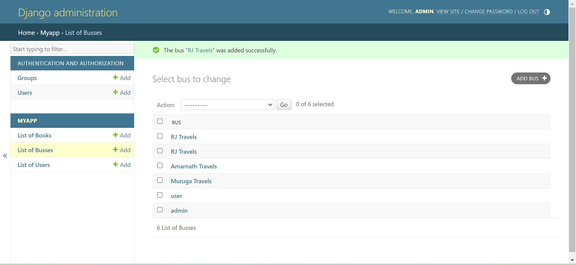 Django administration
WELCOME, ADMIN. VIEW SITE / CHANGE PASSWORD / LOG OUT
Home › Myapp › List of Busses
Start typing to filter...
AUTHENTICATION AND AUTHORIZATION
Groups + Add
Users + Add
MYAPP
List of Books + Add
List of Busses + Add
List of Users + Add
«
The bus "RJ Travels" was added successfully.
Select bus to change
ADD BUS +
Action: --------- Go 0 of 6 selected
BUS
RJ Travels
RJ Travels
Amarnath Travels
Muruga Travels
user
admin
6 List of Busses